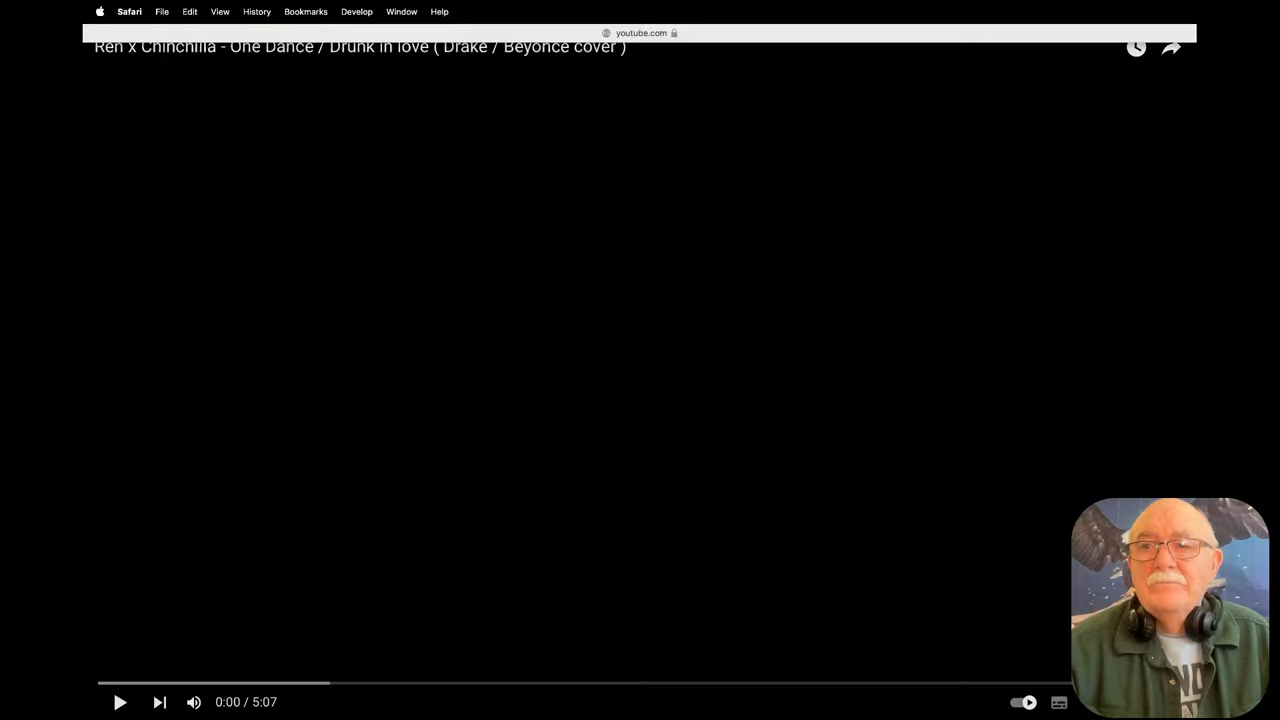 Safari File Edit View History Bookmarks Develop Window Help
youtube.com
Ren x Chinchilla - One Dance / Drunk in love ( Drake / Beyonce cover )
0:00 / 5:07